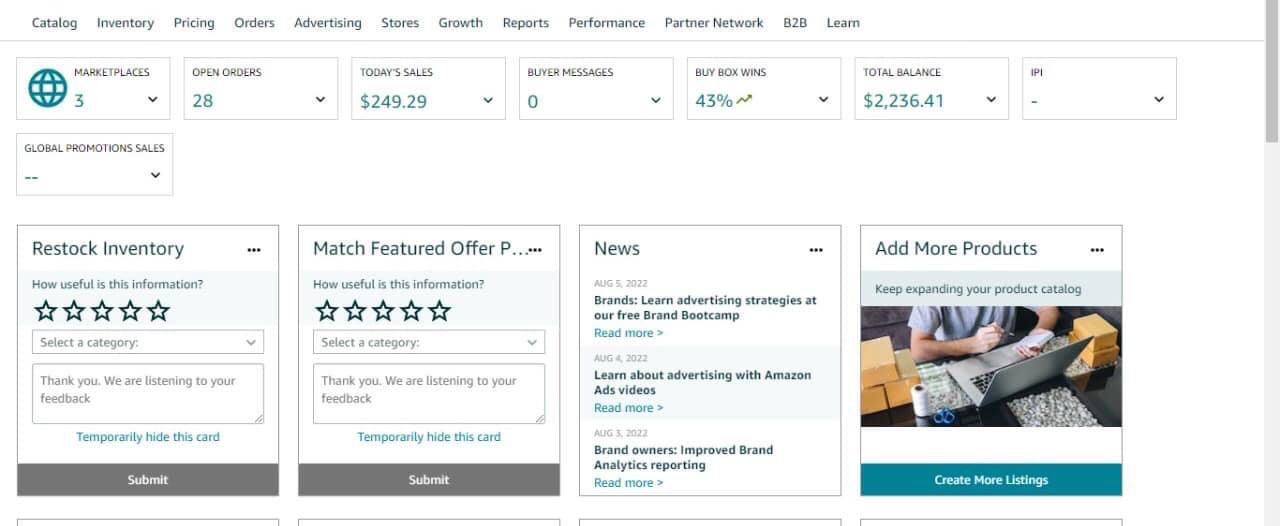 Catalog Inventory Pricing Orders Advertising Stores Growth Reports Performance Partner Network B2B Learn
MARKETPLACES
3
OPEN ORDERS
28
TODAY'S SALES
$249.29
BUYER MESSAGES
0
BUY BOX WINS
43%
TOTAL BALANCE
$2,236.41
IPI
-
GLOBAL PROMOTIONS SALES
--
Restock Inventory
How useful is this information?
Select a category:
Thank you. We are listening to your
feedback
Temporarily hide this card
Submit
Match Featured Offer P...
How useful is this information?
Select a category:
Thank you. We are listening to your
feedback
Temporarily hide this card
Submit
News
AUG 5, 2022
Brands: Learn advertising strategies at
our free Brand Bootcamp
Read more >
AUG 4, 2022
Learn about advertising with Amazon
Ads videos
Read more >
AUG 3, 2022
Brand owners: Improved Brand
Analytics reporting
Read more >
Add More Products
Keep expanding your product catalog
Create More Listings